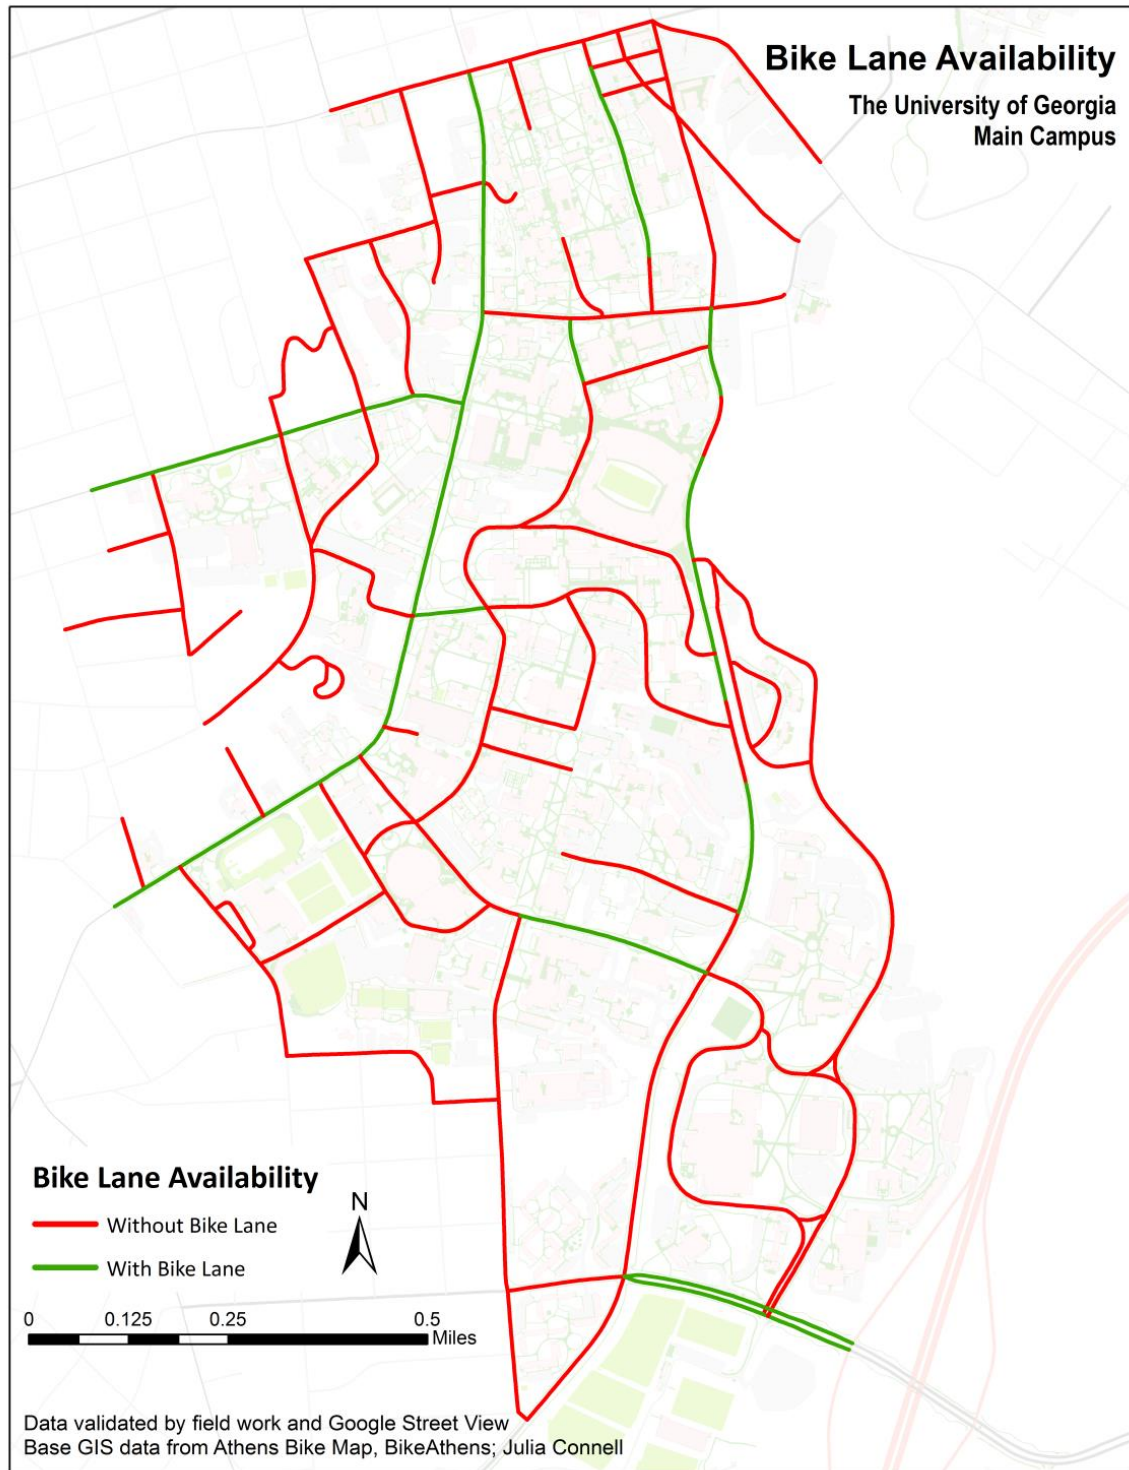 Bike Lane Availability
The University of Georgia
Main Campus
Bike Lane Availability
Without Bike Lane
With Bike Lane
N
0 0.125 0.25 0.5
Miles
Data validated by field work and Google Street View
Base GIS data from Athens Bike Map, BikeAthens; Julia Connell